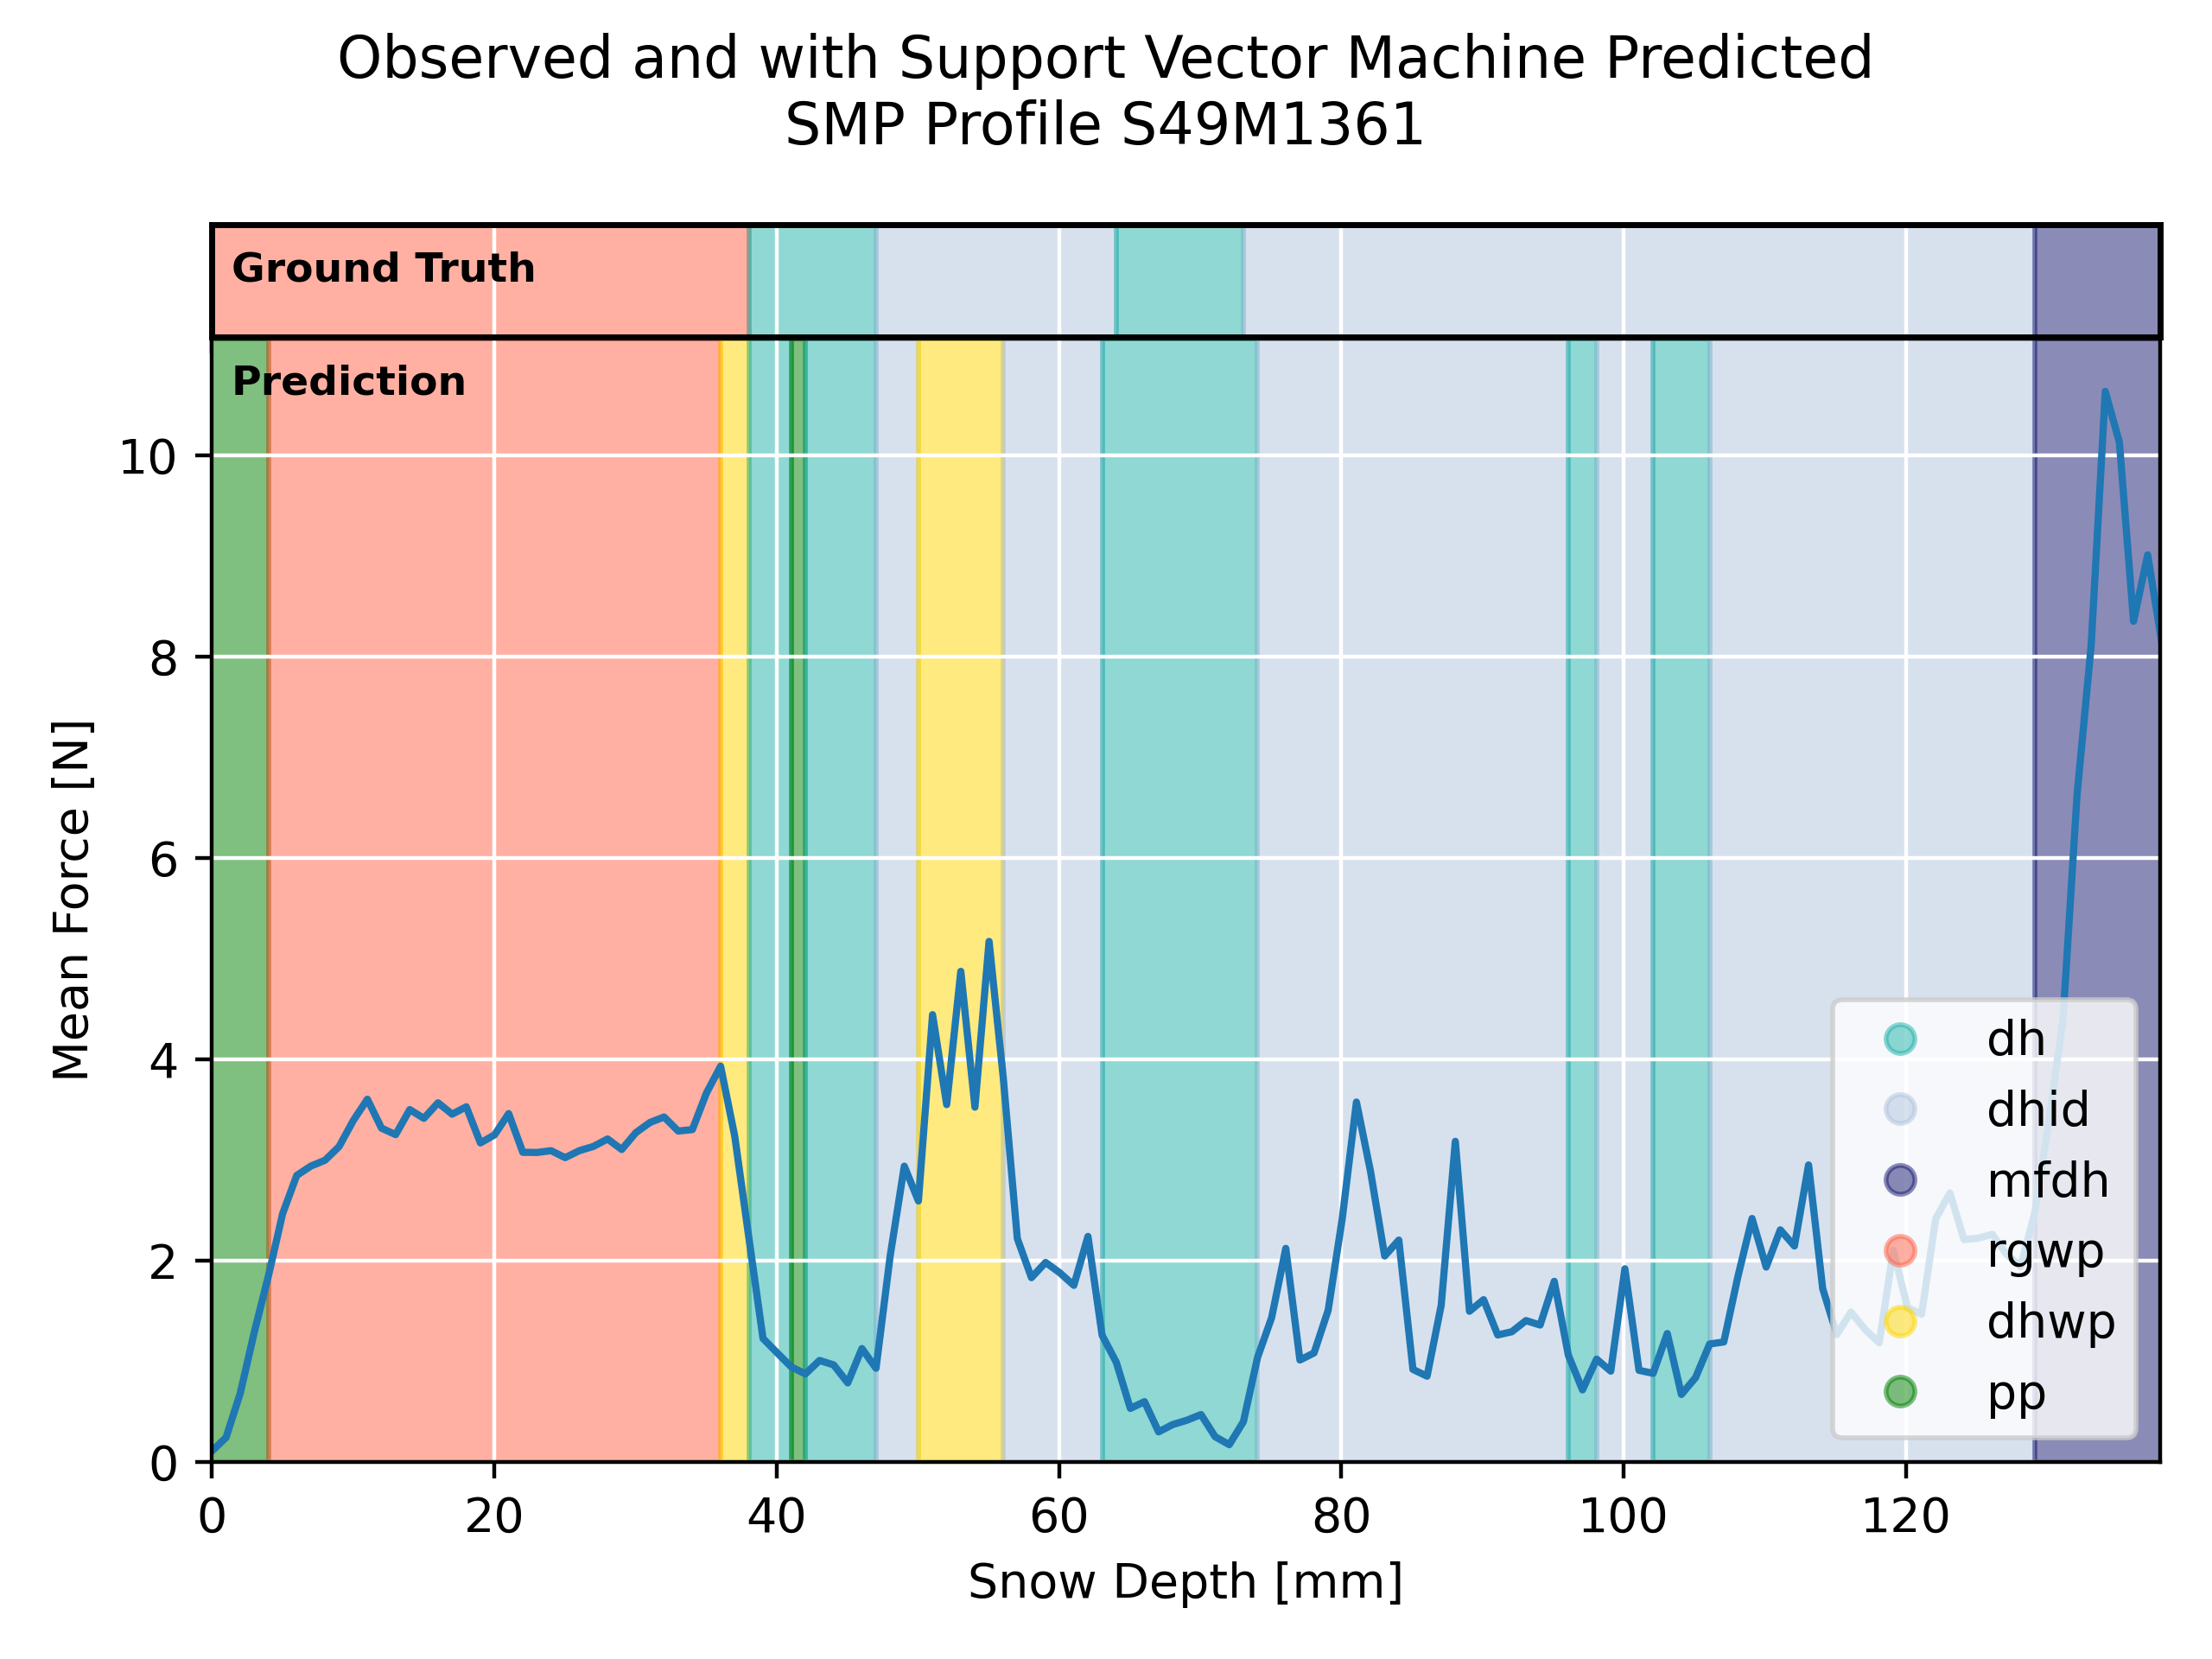 Observed and with Support Vector Machine Predicted
SMP Profile S49M1361
Ground Truth
Prediction
10
8
6
4
2
0
Mean Force [N]
0 20 40 60 80 100 120
Snow Depth [mm]
dh
dhid
mfdh
rgwp
dhwp
pp